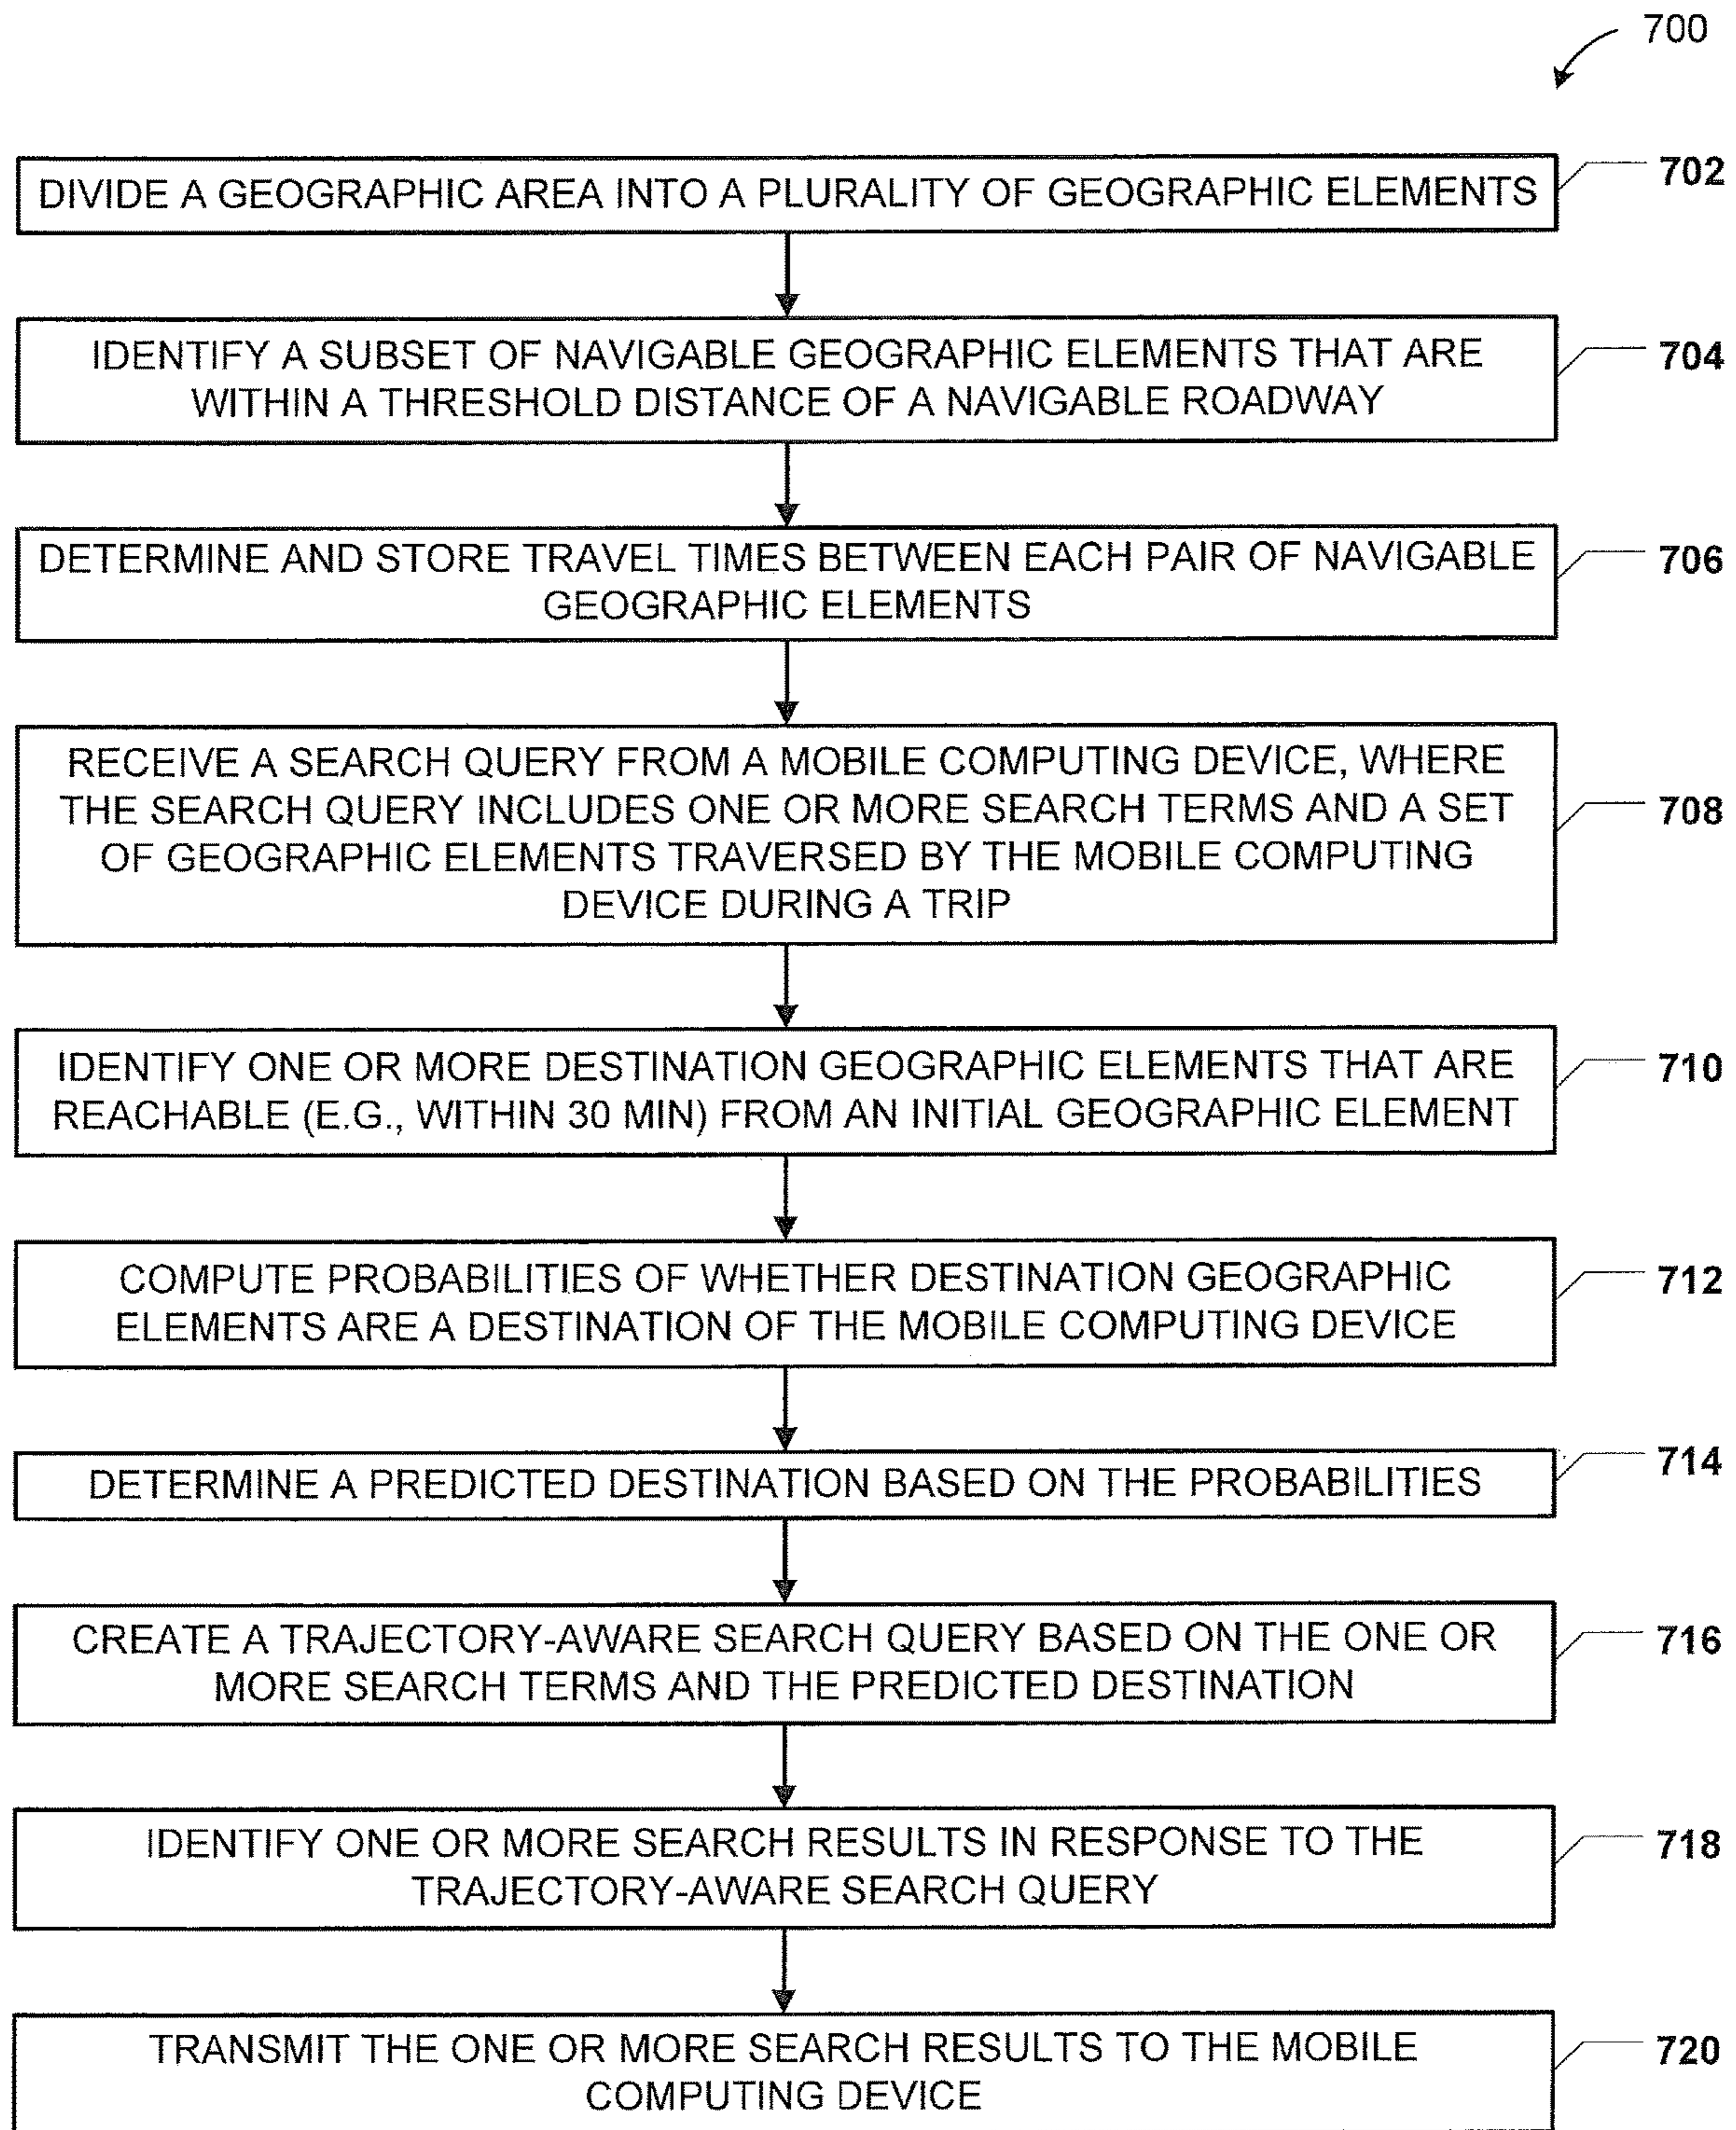 700
DIVIDE A GEOGRAPHIC AREA INTO A PLURALITY OF GEOGRAPHIC ELEMENTS
702
IDENTIFY A SUBSET OF NAVIGABLE GEOGRAPHIC ELEMENTS THAT ARE
WITHIN A THRESHOLD DISTANCE OF A NAVIGABLE ROADWAY
704
DETERMINE AND STORE TRAVEL TIMES BETWEEN EACH PAIR OF NAVIGABLE
GEOGRAPHIC ELEMENTS
706
RECEIVE A SEARCH QUERY FROM A MOBILE COMPUTING DEVICE, WHERE
THE SEARCH QUERY INCLUDES ONE OR MORE SEARCH TERMS AND A SET
OF GEOGRAPHIC ELEMENTS TRAVERSED BY THE MOBILE COMPUTING
DEVICE DURING A TRIP
708
IDENTIFY ONE OR MORE DESTINATION GEOGRAPHIC ELEMENTS THAT ARE
REACHABLE (E.G., WITHIN 30 MIN) FROM AN INITIAL GEOGRAPHIC ELEMENT
710
COMPUTE PROBABILITIES OF WHETHER DESTINATION GEOGRAPHIC
ELEMENTS ARE A DESTINATION OF THE MOBILE COMPUTING DEVICE
712
DETERMINE A PREDICTED DESTINATION BASED ON THE PROBABILITIES
714
CREATE A TRAJECTORY-AWARE SEARCH QUERY BASED ON THE ONE OR
MORE SEARCH TERMS AND THE PREDICTED DESTINATION
716
IDENTIFY ONE OR MORE SEARCH RESULTS IN RESPONSE TO THE
TRAJECTORY-AWARE SEARCH QUERY
718
TRANSMIT THE ONE OR MORE SEARCH RESULTS TO THE MOBILE
COMPUTING DEVICE
720